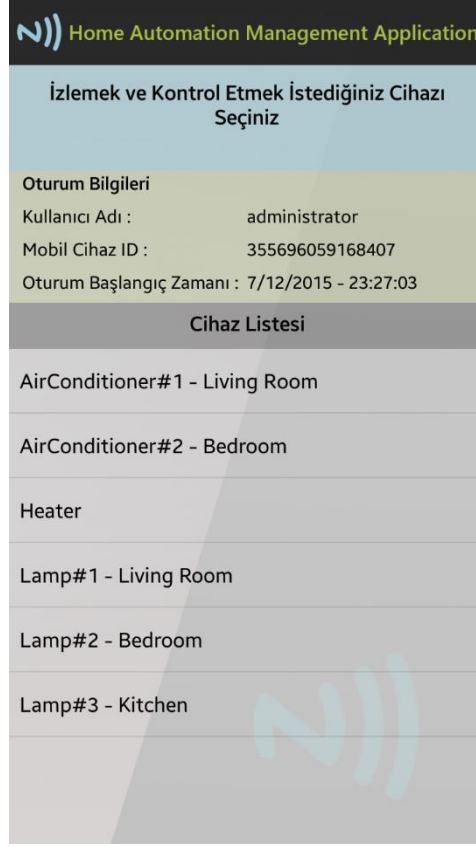 Home Automation Management Application
İzlemek ve Kontrol Etmek İstediğiniz Cihazı
Seçiniz
Oturum Bilgileri
Kullanıcı Adı : administrator
Mobil Cihaz ID : 355696059168407
Oturum Başlangıç Zamanı : 7/12/2015 - 23:27:03
Cihaz Listesi
AirConditioner#1 - Living Room
AirConditioner#2 - Bedroom
Heater
Lamp#1 - Living Room
Lamp#2 - Bedroom
Lamp#3 - Kitchen